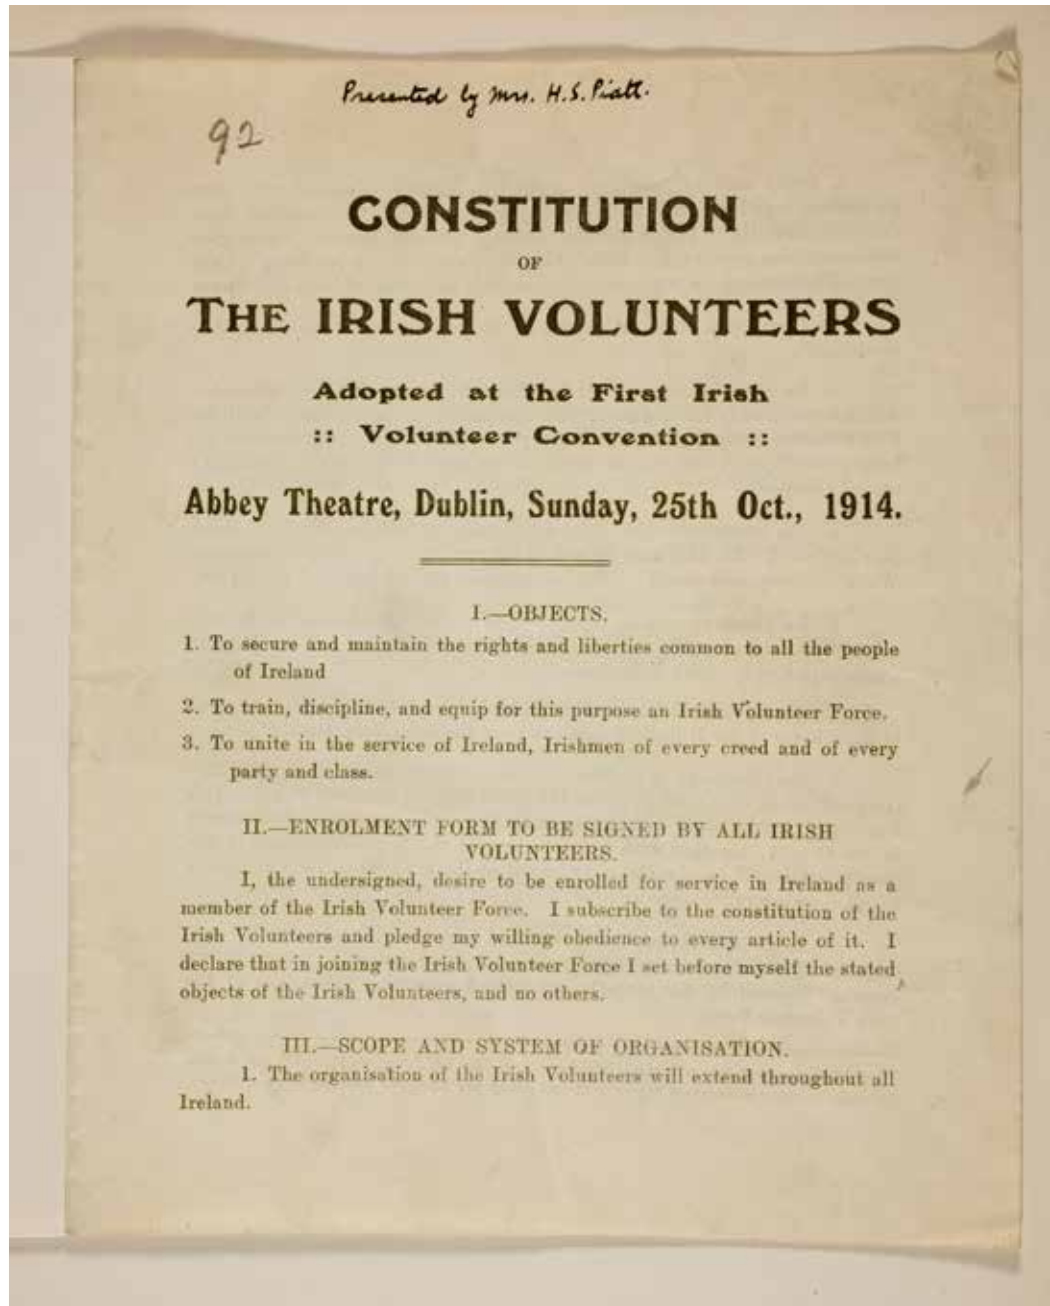 Presented by Mrs. H. S. Piatt.
92
CONSTITUTION
OF
THE IRISH VOLUNTEERS
Adopted at the First Irish
:: Volunteer Convention ::
Abbey Theatre, Dublin, Sunday, 25th Oct., 1914.
I.—OBJECTS.
1. To secure and maintain the rights and liberties common to all the people
of Ireland
2. To train, discipline, and equip for this purpose an Irish Volunteer Force.
3. To unite in the service of Ireland, Irishmen of every creed and of every
party and class.
II.—ENROLMENT FORM TO BE SIGNED BY ALL IRISH
VOLUNTEERS.
I, the undersigned, desire to be enrolled for service in Ireland as a
member of the Irish Volunteer Force. I subscribe to the constitution of the
Irish Volunteers and pledge my willing obedience to every article of it. I
declare that in joining the Irish Volunteer Force I set before myself the stated
objects of the Irish Volunteers, and no others.
III.—SCOPE AND SYSTEM OF ORGANISATION.
1. The organisation of the Irish Volunteers will extend throughout all
Ireland.